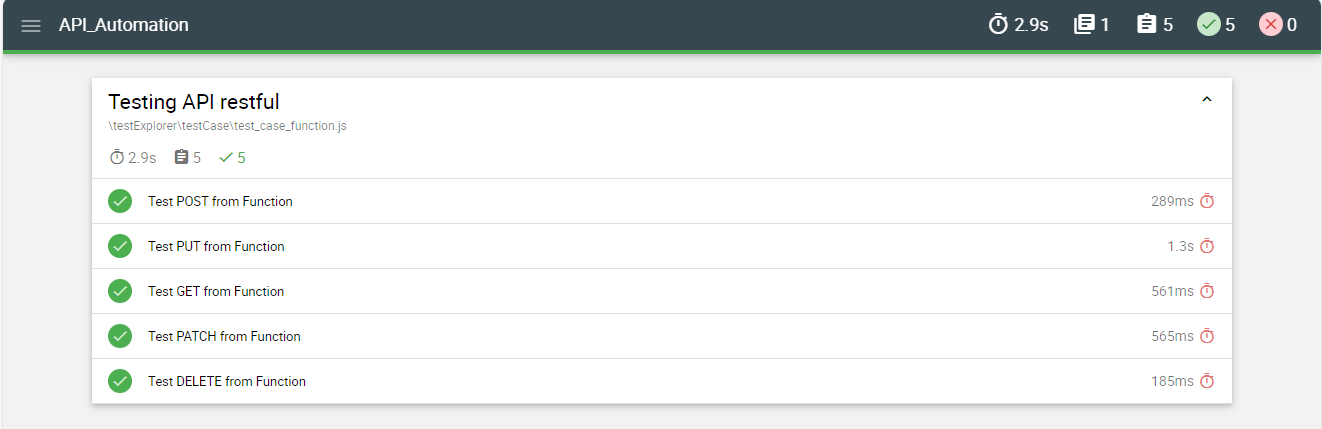 API_Automation 2.9s 1 5 5 0
Testing API restful
\testExplorer\testCase\test_case_function.js
2.9s 5 5
Test POST from Function 289ms
Test PUT from Function 1.3s
Test GET from Function 561ms
Test PATCH from Function 565ms
Test DELETE from Function 185ms